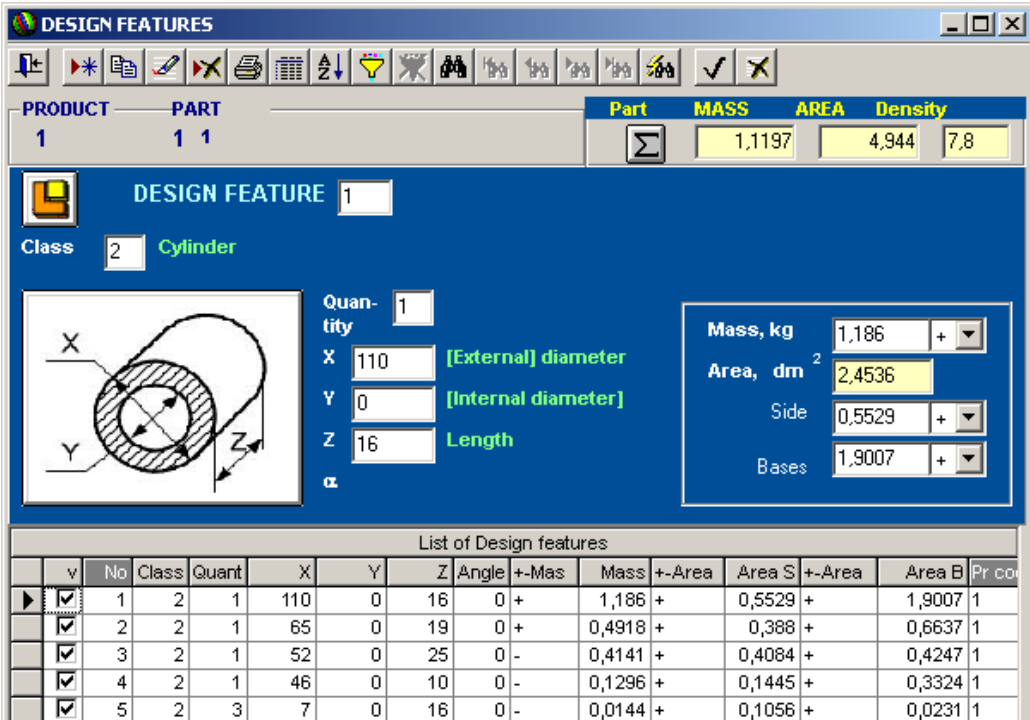 DESIGN FEATURES
PRODUCT PART
1 1 1
Part MASS AREA Density
Σ 1,1197 4,944 7,8
DESIGN FEATURE 1
Class 2 Cylinder
Quan-
tity 1
X [External] diameter 110
Y [Internal diameter] 0
Z Length 16
α
X
Y
Z
Mass, kg 1,186 +
Area, dm 2 2,4536
Side 0,5529 +
Bases 1,9007 +
List of Design features
v No Class Quant X Y Z Angle +-Mas Mass +-Area Area S +-Area Area B Pr co
1 2 1 110 0 16 0 + 1,186 + 0,5529 + 1,9007 1
2 2 1 65 0 19 0 + 0,4918 + 0,388 + 0,6637 1
3 2 1 52 0 25 0 - 0,4141 + 0,4084 + 0,4247 1
4 2 1 46 0 10 0 - 0,1296 + 0,1445 + 0,3324 1
5 2 3 7 0 16 0 - 0,0144 + 0,1056 + 0,0231 1